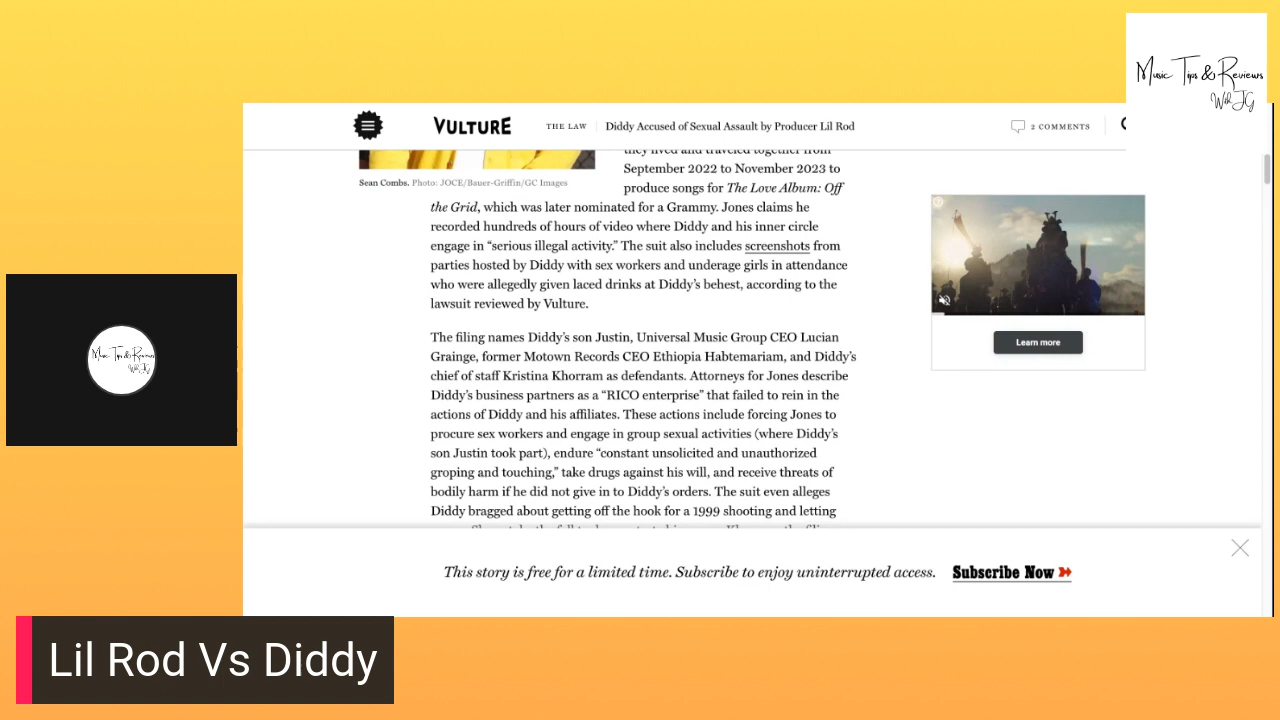 Music Tips & Reviews
With JG
VULTURE
THE LAW
Diddy Accused of Sexual Assault by Producer Lil Rod
2 COMMENTS
they lived and traveled together from
September 2022 to November 2023 to
produce songs for The Love Album: Off
Sean Combs. Photo: JOCE/Bauer-Griffin/GC Images
the Grid, which was later nominated for a Grammy. Jones claims he
recorded hundreds of hours of video where Diddy and his inner circle
engage in “serious illegal activity.” The suit also includes screenshots from
parties hosted by Diddy with sex workers and underage girls in attendance
who were allegedly given laced drinks at Diddy’s behest, according to the
lawsuit reviewed by Vulture.
The filing names Diddy’s son Justin, Universal Music Group CEO Lucian
Grainge, former Motown Records CEO Ethiopia Habtemariam, and Diddy’s
chief of staff Kristina Khorram as defendants. Attorneys for Jones describe
Diddy’s business partners as a “RICO enterprise” that failed to rein in the
actions of Diddy and his affiliates. These actions include forcing Jones to
procure sex workers and engage in group sexual activities (where Diddy’s
son Justin took part), endure “constant unsolicited and unauthorized
groping and touching,” take drugs against his will, and receive threats of
bodily harm if he did not give in to Diddy’s orders. The suit even alleges
Diddy bragged about getting off the hook for a 1999 shooting and letting
Learn more
Music Tips & Reviews
With JG
This story is free for a limited time. Subscribe to enjoy uninterrupted access.
Subscribe Now
Lil Rod Vs Diddy